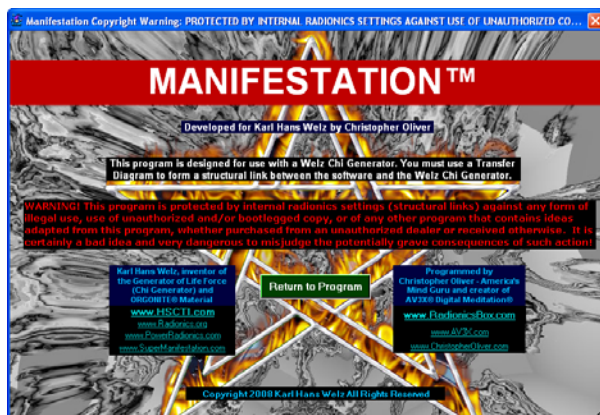 Manifestation Copyright Warning: PROTECTED BY INTERNAL RADIONICS SETTINGS AGAINST USE OF UNAUTHORIZED CO...
MANIFESTATION™
Developed for Karl Hans Welz by Christopher Oliver
This program is designed for use with a Welz Chi Generator. You must use a Transfer
Diagram to form a structural link between the software and the Welz Chi Generator.
WARNING! This program is protected by internal radionics settings (structural links) against any form of
illegal use, use of unauthorized and/or bootlegged copy, or of any other program that contains ideas
adapted from this program, whether purchased from an unauthorized dealer or received otherwise. It is
certainly a bad idea and very dangerous to misjudge the potentially grave consequences of such action!
Karl Hans Welz, inventor of
the Generator of Life Force
(Chi Generator) and
ORGONITE® Material
www.HSCTI.com
www.Radionics.org
www.PowerRadionics.com
www.SuperManifestation.com
Return to Program
Programmed by
Christopher Oliver - America's
Mind Guru and creator of
AV3X® Digital Meditation®
www.RadionicsBox.com
www.AV3X.com
www.ChristopherOliver.com
Copyright 2008 Karl Hans Welz All Rights Reserved